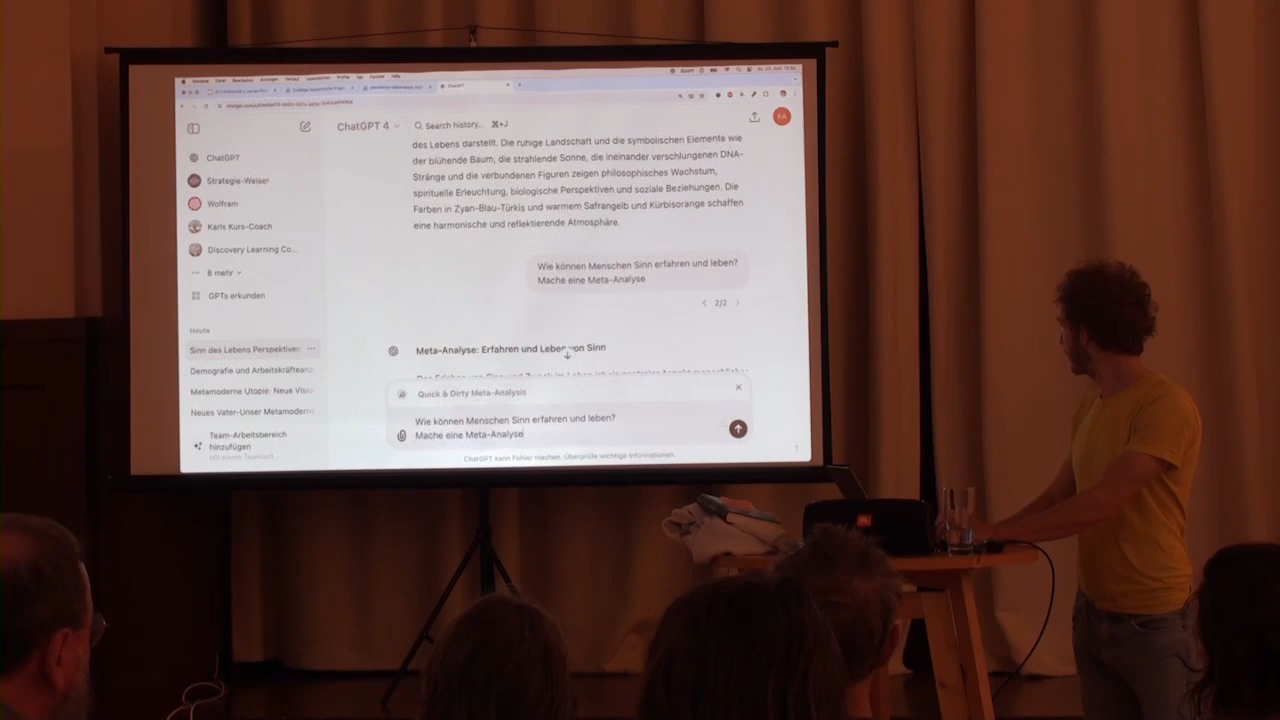 ChatGPT
ChatGPT 4
Search history... ⌘+J
KA
ChatGPT
Strategie-Weiser
Wolfram
Karls Kurs-Coach
Discovery Learning Co...
8 mehr
GPTs erkunden
Heute
Sinn des Lebens Perspektiven
Demografie und Arbeitskräfteang
Metamoderne Utopie: Neue Visio
Neues Vater-Unser Metamodern
Team-Arbeitsbereich
hinzufügen
des Lebens darstellt. Die ruhige Landschaft und die symbolischen Elemente wie
der blühende Baum, die strahlende Sonne, die ineinander verschlungenen DNA-
Stränge und die verbundenen Figuren zeigen philosophisches Wachstum,
spirituelle Erleuchtung, biologische Perspektiven und soziale Beziehungen. Die
Farben in Zyan-Blau-Türkis und warmem Safrangelb und Kürbisorange schaffen
eine harmonische und reflektierende Atmosphäre.
Wie können Menschen Sinn erfahren und leben?
Mache eine Meta-Analyse
2/2
Meta-Analyse: Erfahren und Leben von Sinn
Quick & Dirty Meta-Analysis
Wie können Menschen Sinn erfahren und leben?
Mache eine Meta-Analyse
ChatGPT kann Fehler machen. Überprüfe wichtige Informationen.
JBL